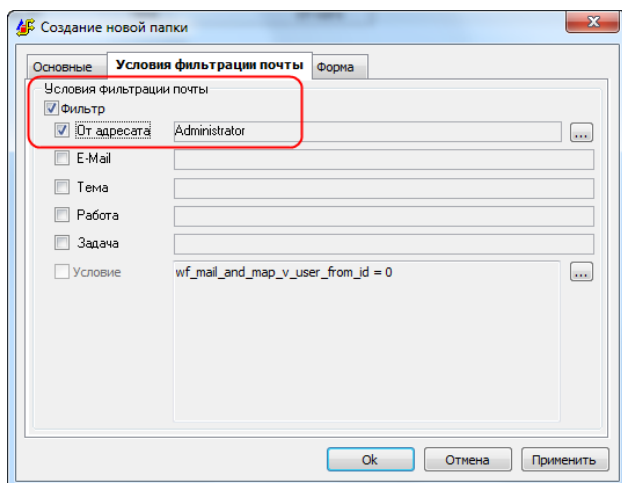 Создание новой папки
Основные Условия фильтрации почты Форма
Условия фильтрации почты
Фильтр
От адресата Administrator ...
E-Mail
Тема
Работа
Задача
Условие wf_mail_and_map_v_user_from_id = 0 ...
Ok Отмена Применить